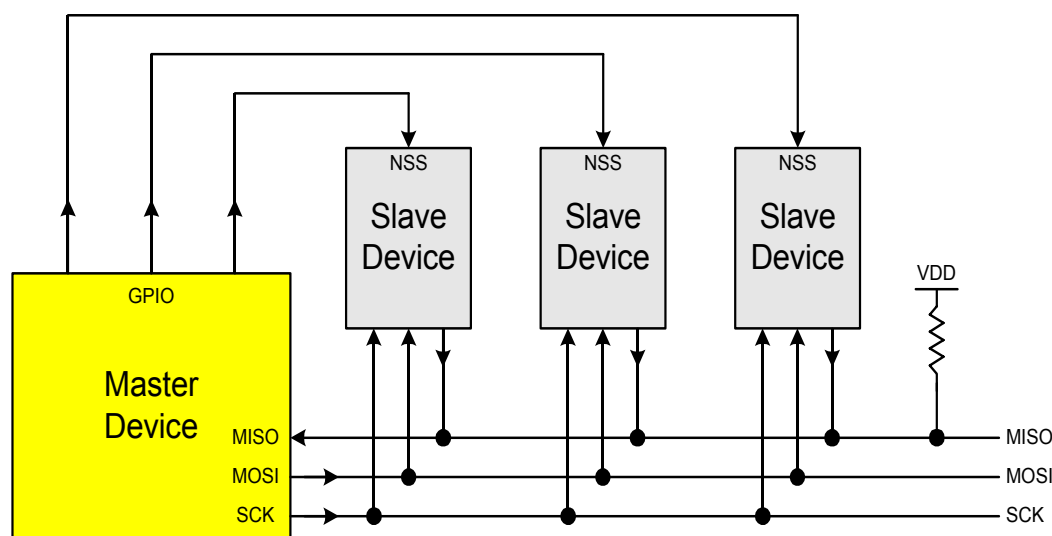 NSS
Slave
Device
NSS
Slave
Device
NSS
Slave
Device
VDD
GPIO
Master
Device
MISO
MISO
MOSI
MOSI
SCK
SCK